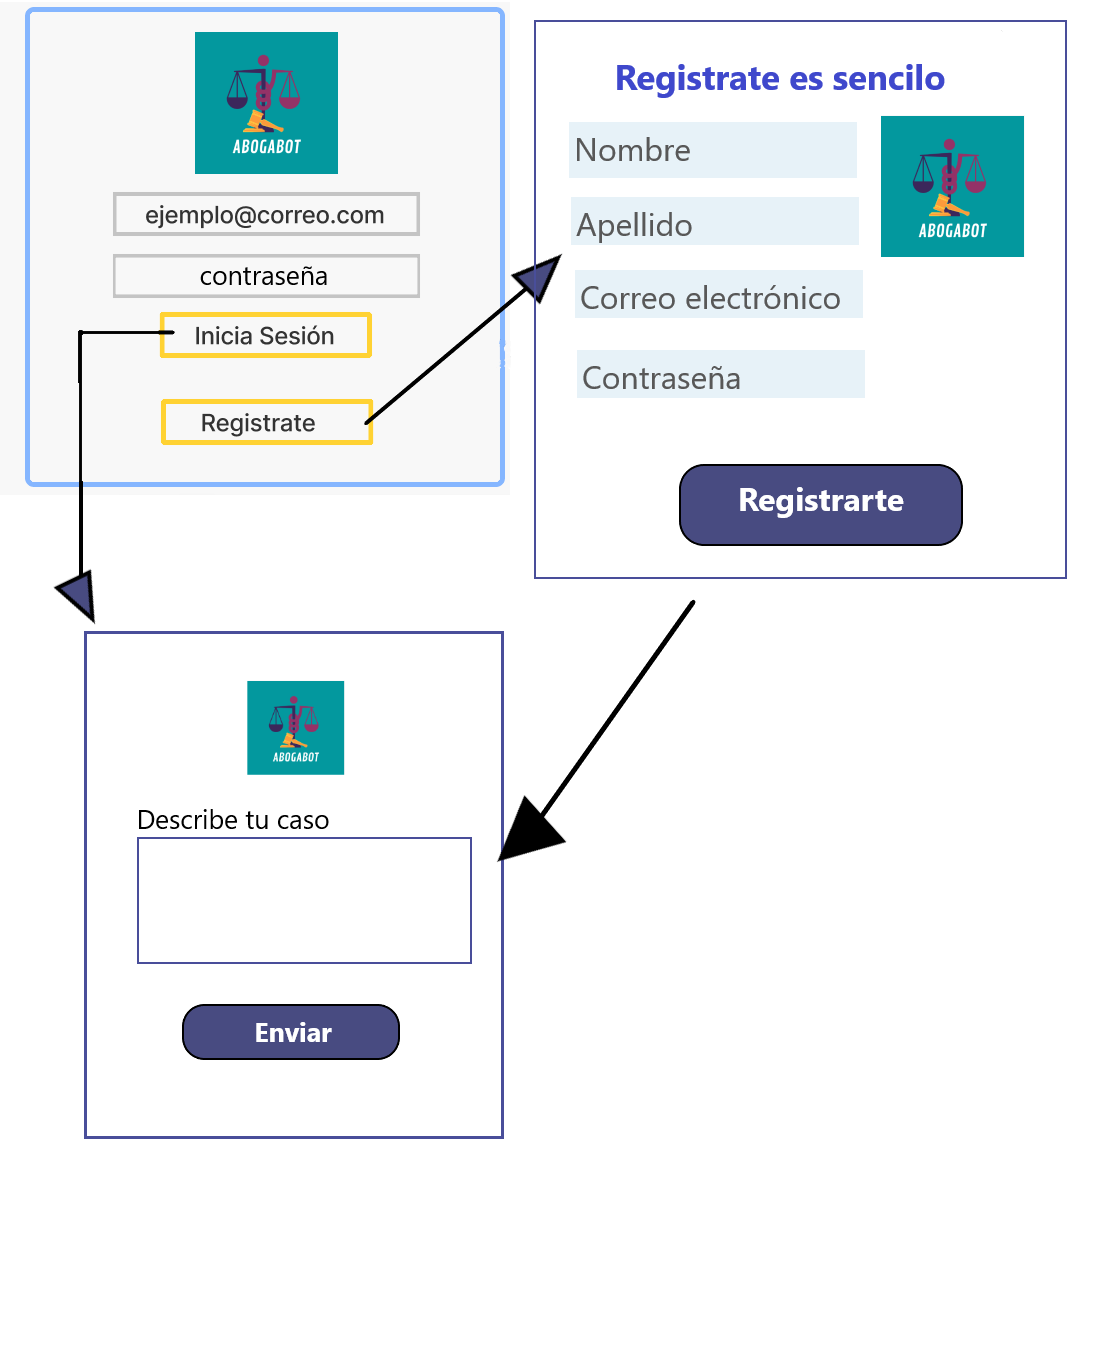 ABOGABOT
ejemplo@correo.com
contraseña
Inicia Sesión
Registrate
Registrate es sencilo
Nombre
ABOGABOT
Apellido
Correo electrónico
Contraseña
Registrarte
ABOGABOT
Describe tu caso
Enviar